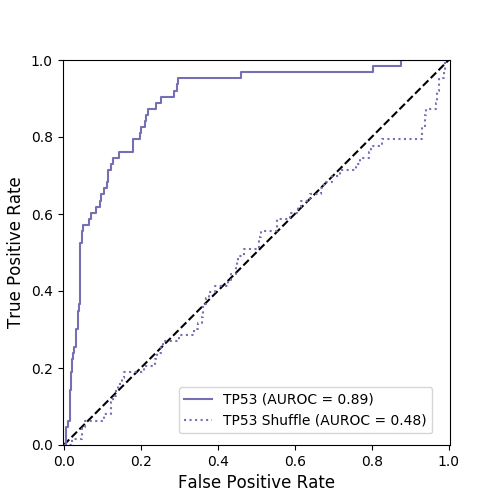 1.0
0.8
0.6
0.4
0.2
0.0
True Positive Rate
TP53 (AUROC = 0.89)
TP53 Shuffle (AUROC = 0.48)
0.0 0.2 0.4 0.6 0.8 1.0
False Positive Rate